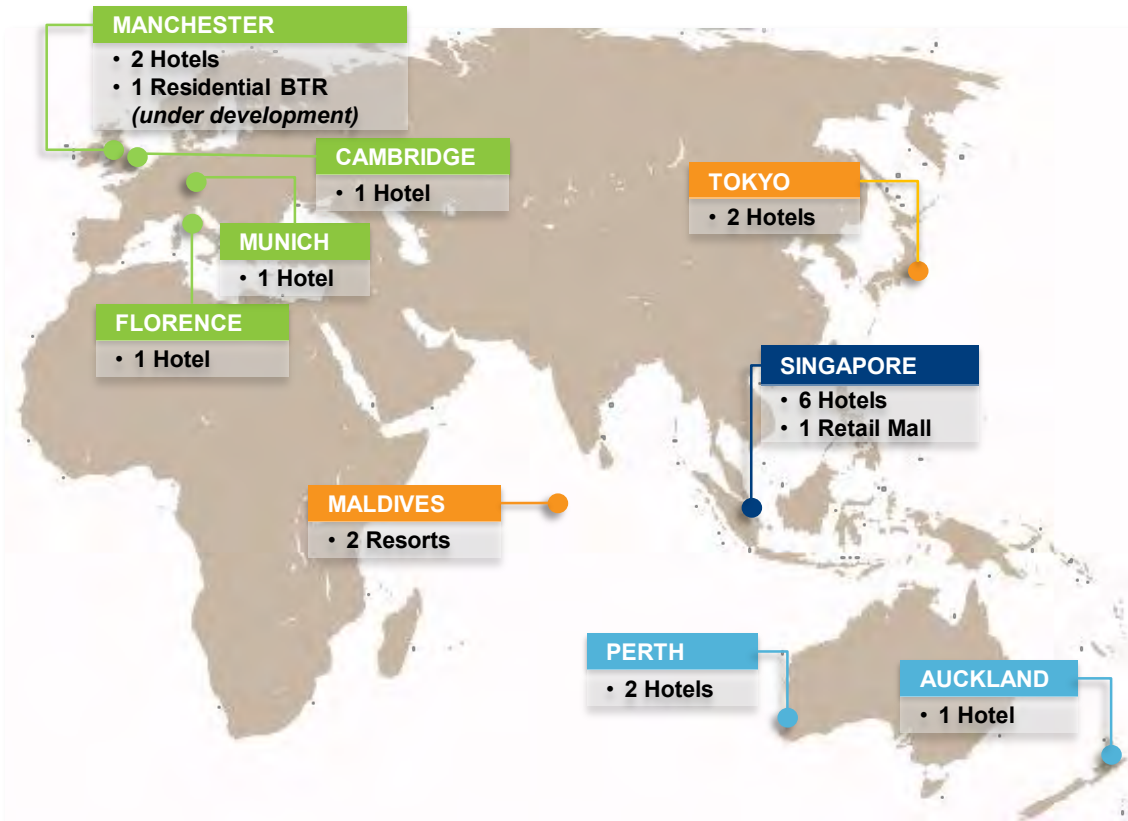 MANCHESTER
• 2 Hotels
• 1 Residential BTR
(under development)
CAMBRIDGE
• 1 Hotel
TOKYO
• 2 Hotels
MUNICH
• 1 Hotel
FLORENCE
• 1 Hotel
SINGAPORE
• 6 Hotels
• 1 Retail Mall
MALDIVES
• 2 Resorts
PERTH
• 2 Hotels
AUCKLAND
• 1 Hotel